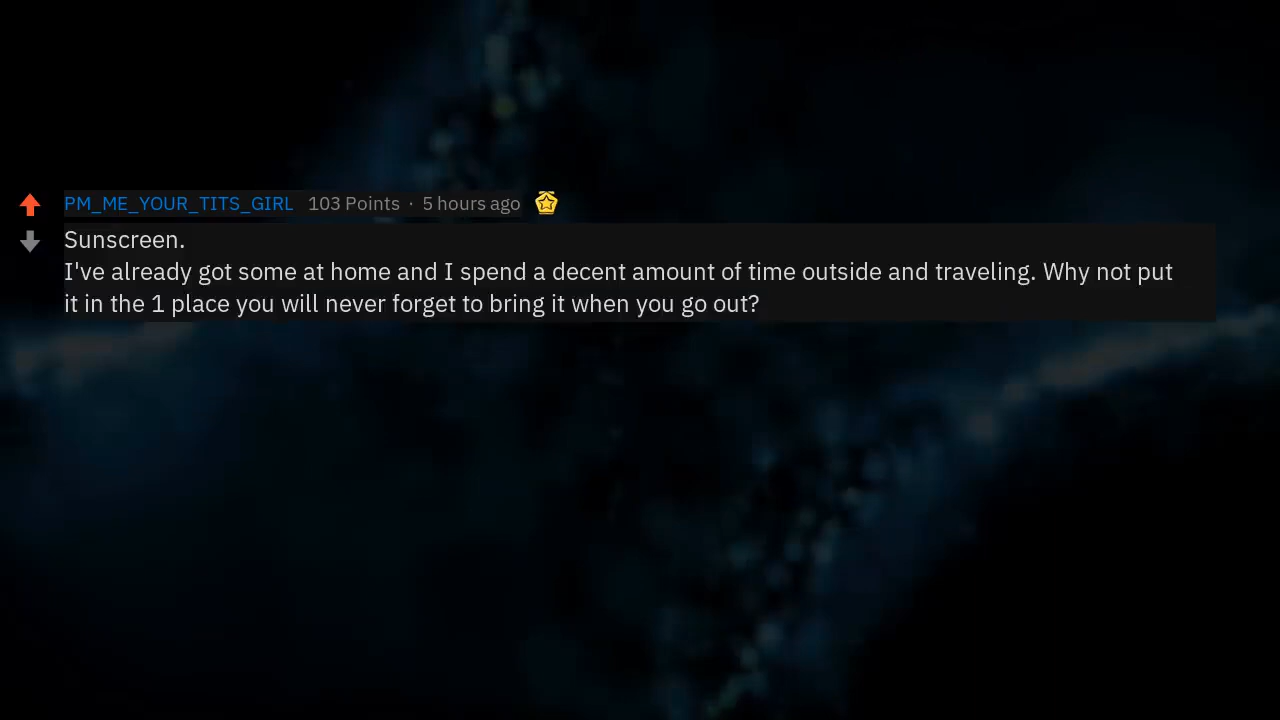 PM_ME_YOUR_TITS_GIRL 103 Points · 5 hours ago
Sunscreen.
I've already got some at home and I spend a decent amount of time outside and traveling. Why not put
it in the 1 place you will never forget to bring it when you go out?